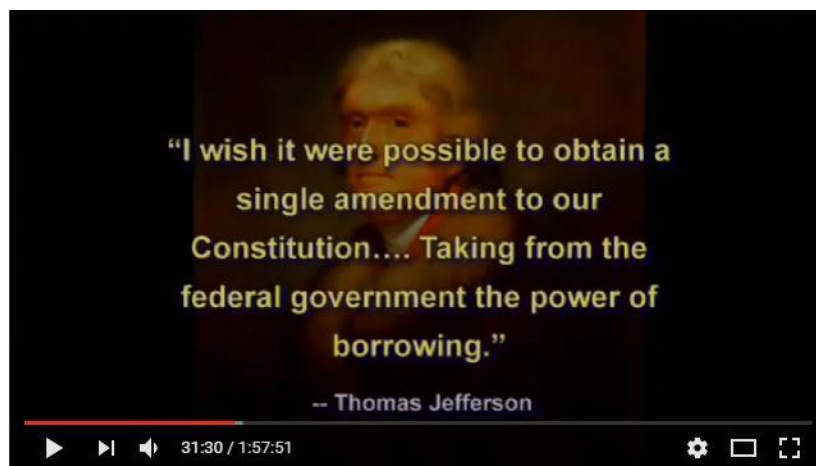 “I wish it were possible to obtain a
single amendment to our
Constitution.... Taking from the
federal government the power of
borrowing.”
-- Thomas Jefferson
31:30 / 1:57:51